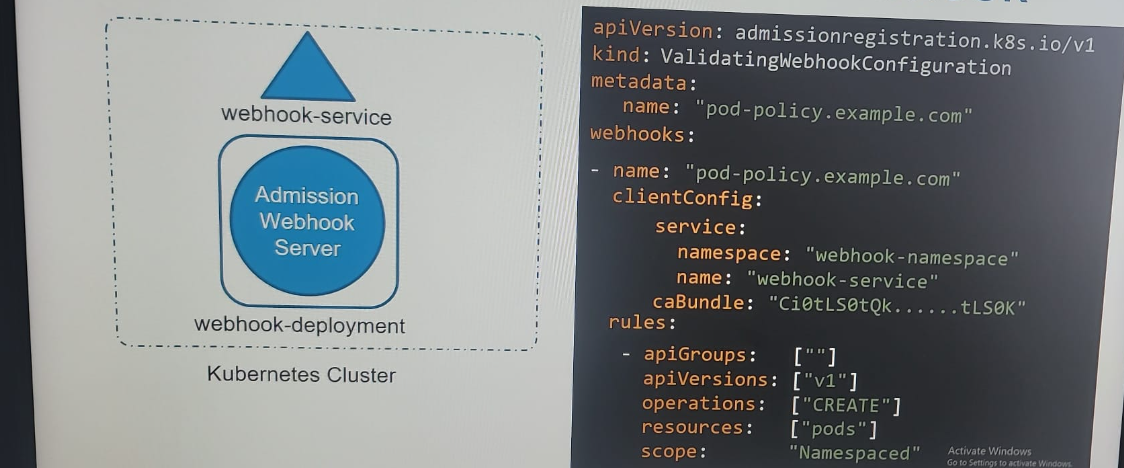 webhook-service
Admission
Webhook
Server
webhook-deployment
Kubernetes Cluster
apiVersion: admissionregistration.k8s.io/v1
kind: ValidatingWebhookConfiguration
metadata:
name: "pod-policy.example.com"
webhooks:
- name: "pod-policy.example.com"
clientConfig:
service:
namespace: "webhook-namespace"
name: "webhook-service"
caBundle: "Ci0tLS0tQk......tLS0K"
rules:
- apiGroups: [""]
apiVersions: ["v1"]
operations: ["CREATE"]
resources: ["pods"]
scope: "Namespaced"
Activate Windows
Go to Settings to activate Windows.